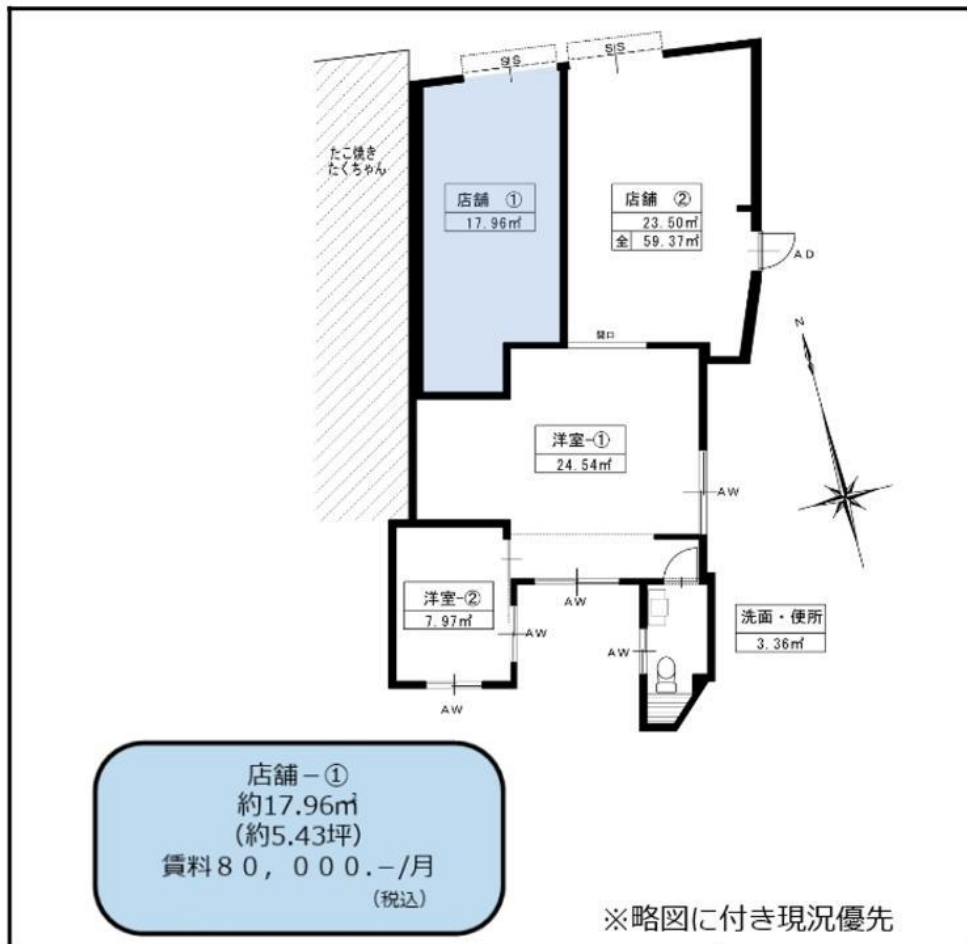 SIS
SIS
たこ焼き
たくちゃん
店舗 ①
17.96㎡
店舗 ②
23.50㎡
全 59.37㎡
AD
開口
N
洋室-①
24.54㎡
AW
洋室-②
7.97㎡
AW
AW
AW
AW
洗面・便所
3.36㎡
店舗－①
約17.96㎡
(約5.43坪)
賃料８０，０００.－/月
(税込)
※略図に付き現況優先